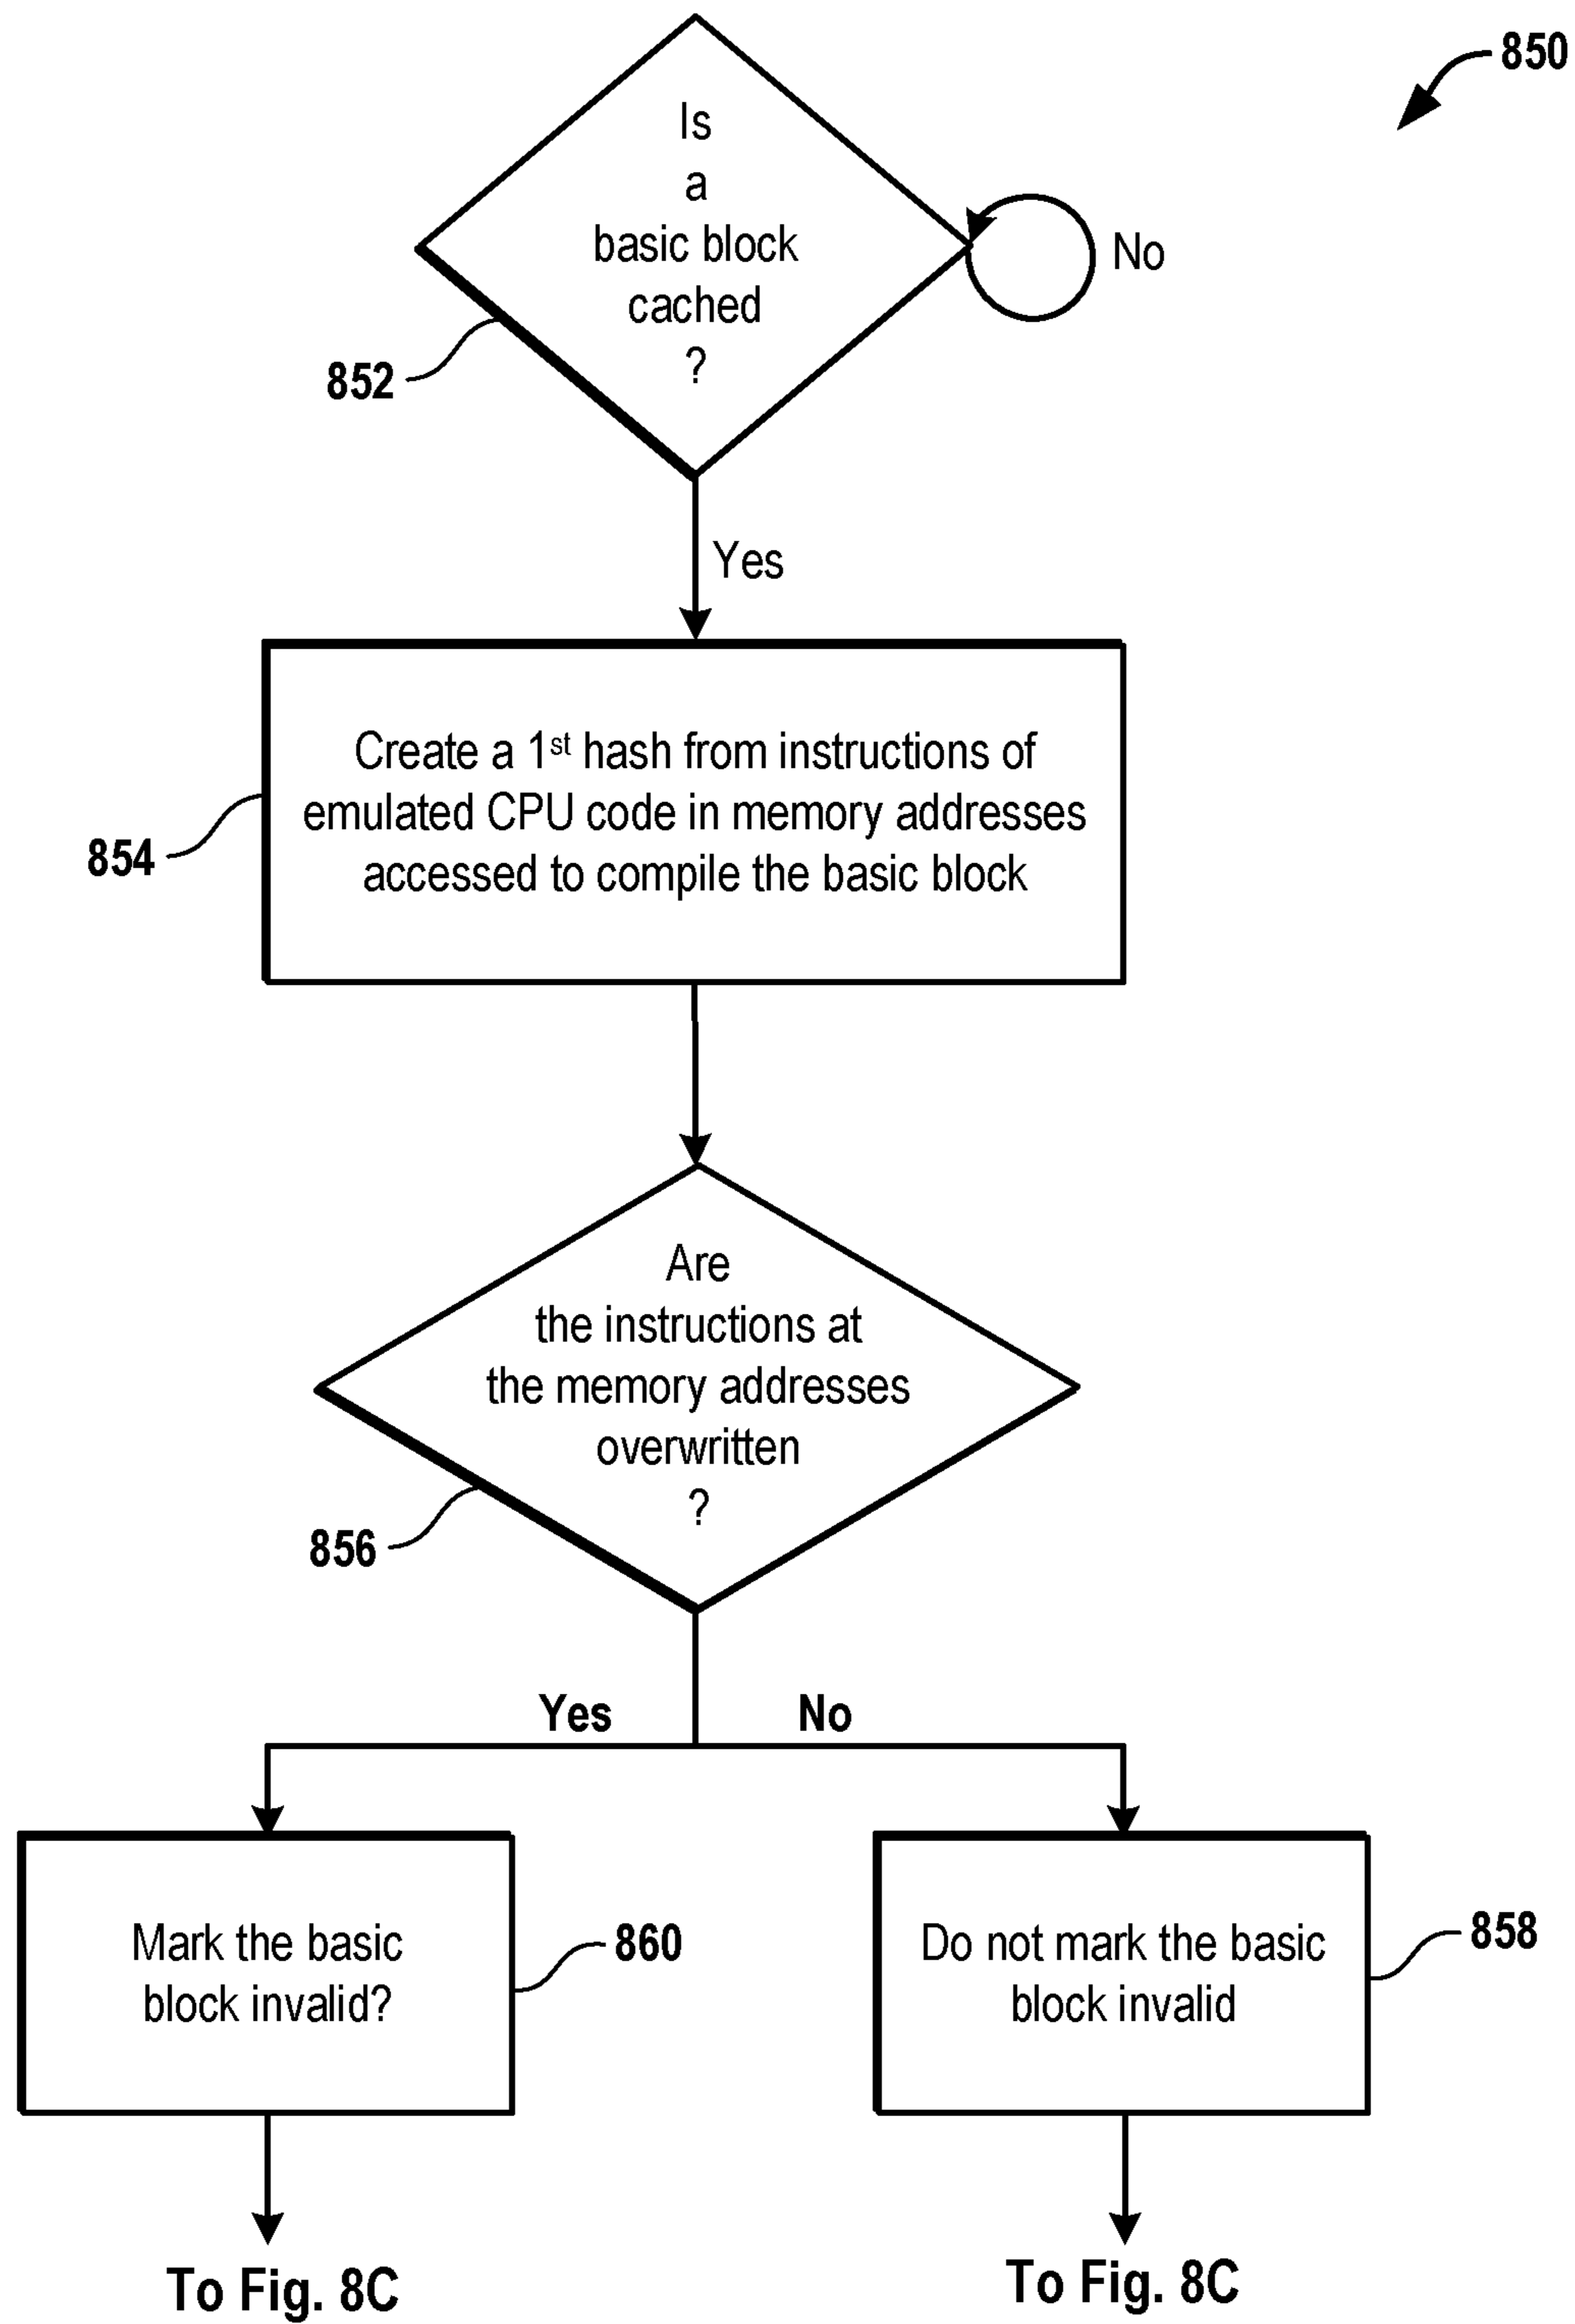 850
Is
a
basic block
cached
?
No
852
Yes
Create a 1st hash from instructions of
emulated CPU code in memory addresses
accessed to compile the basic block
854
Are
the instructions at
the memory addresses
overwritten
?
856
Yes
No
Mark the basic
block invalid?
860
Do not mark the basic
block invalid
858
To Fig. 8C
To Fig. 8C